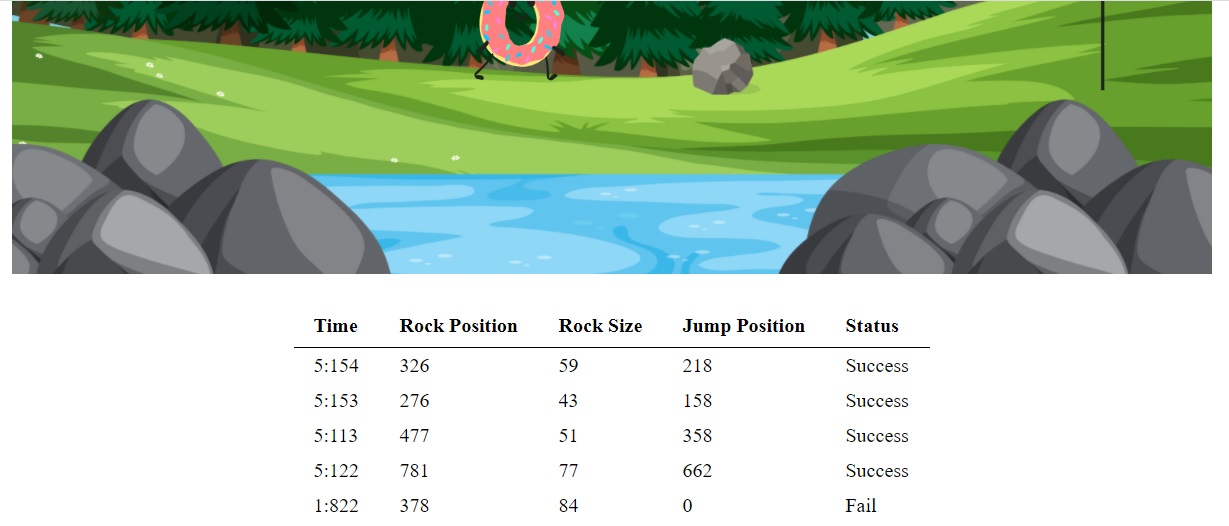 Time Rock Position Rock Size Jump Position Status
5:154 326 59 218 Success
5:153 276 43 158 Success
5:113 477 51 358 Success
5:122 781 77 662 Success
1:822 378 84 0 Fail